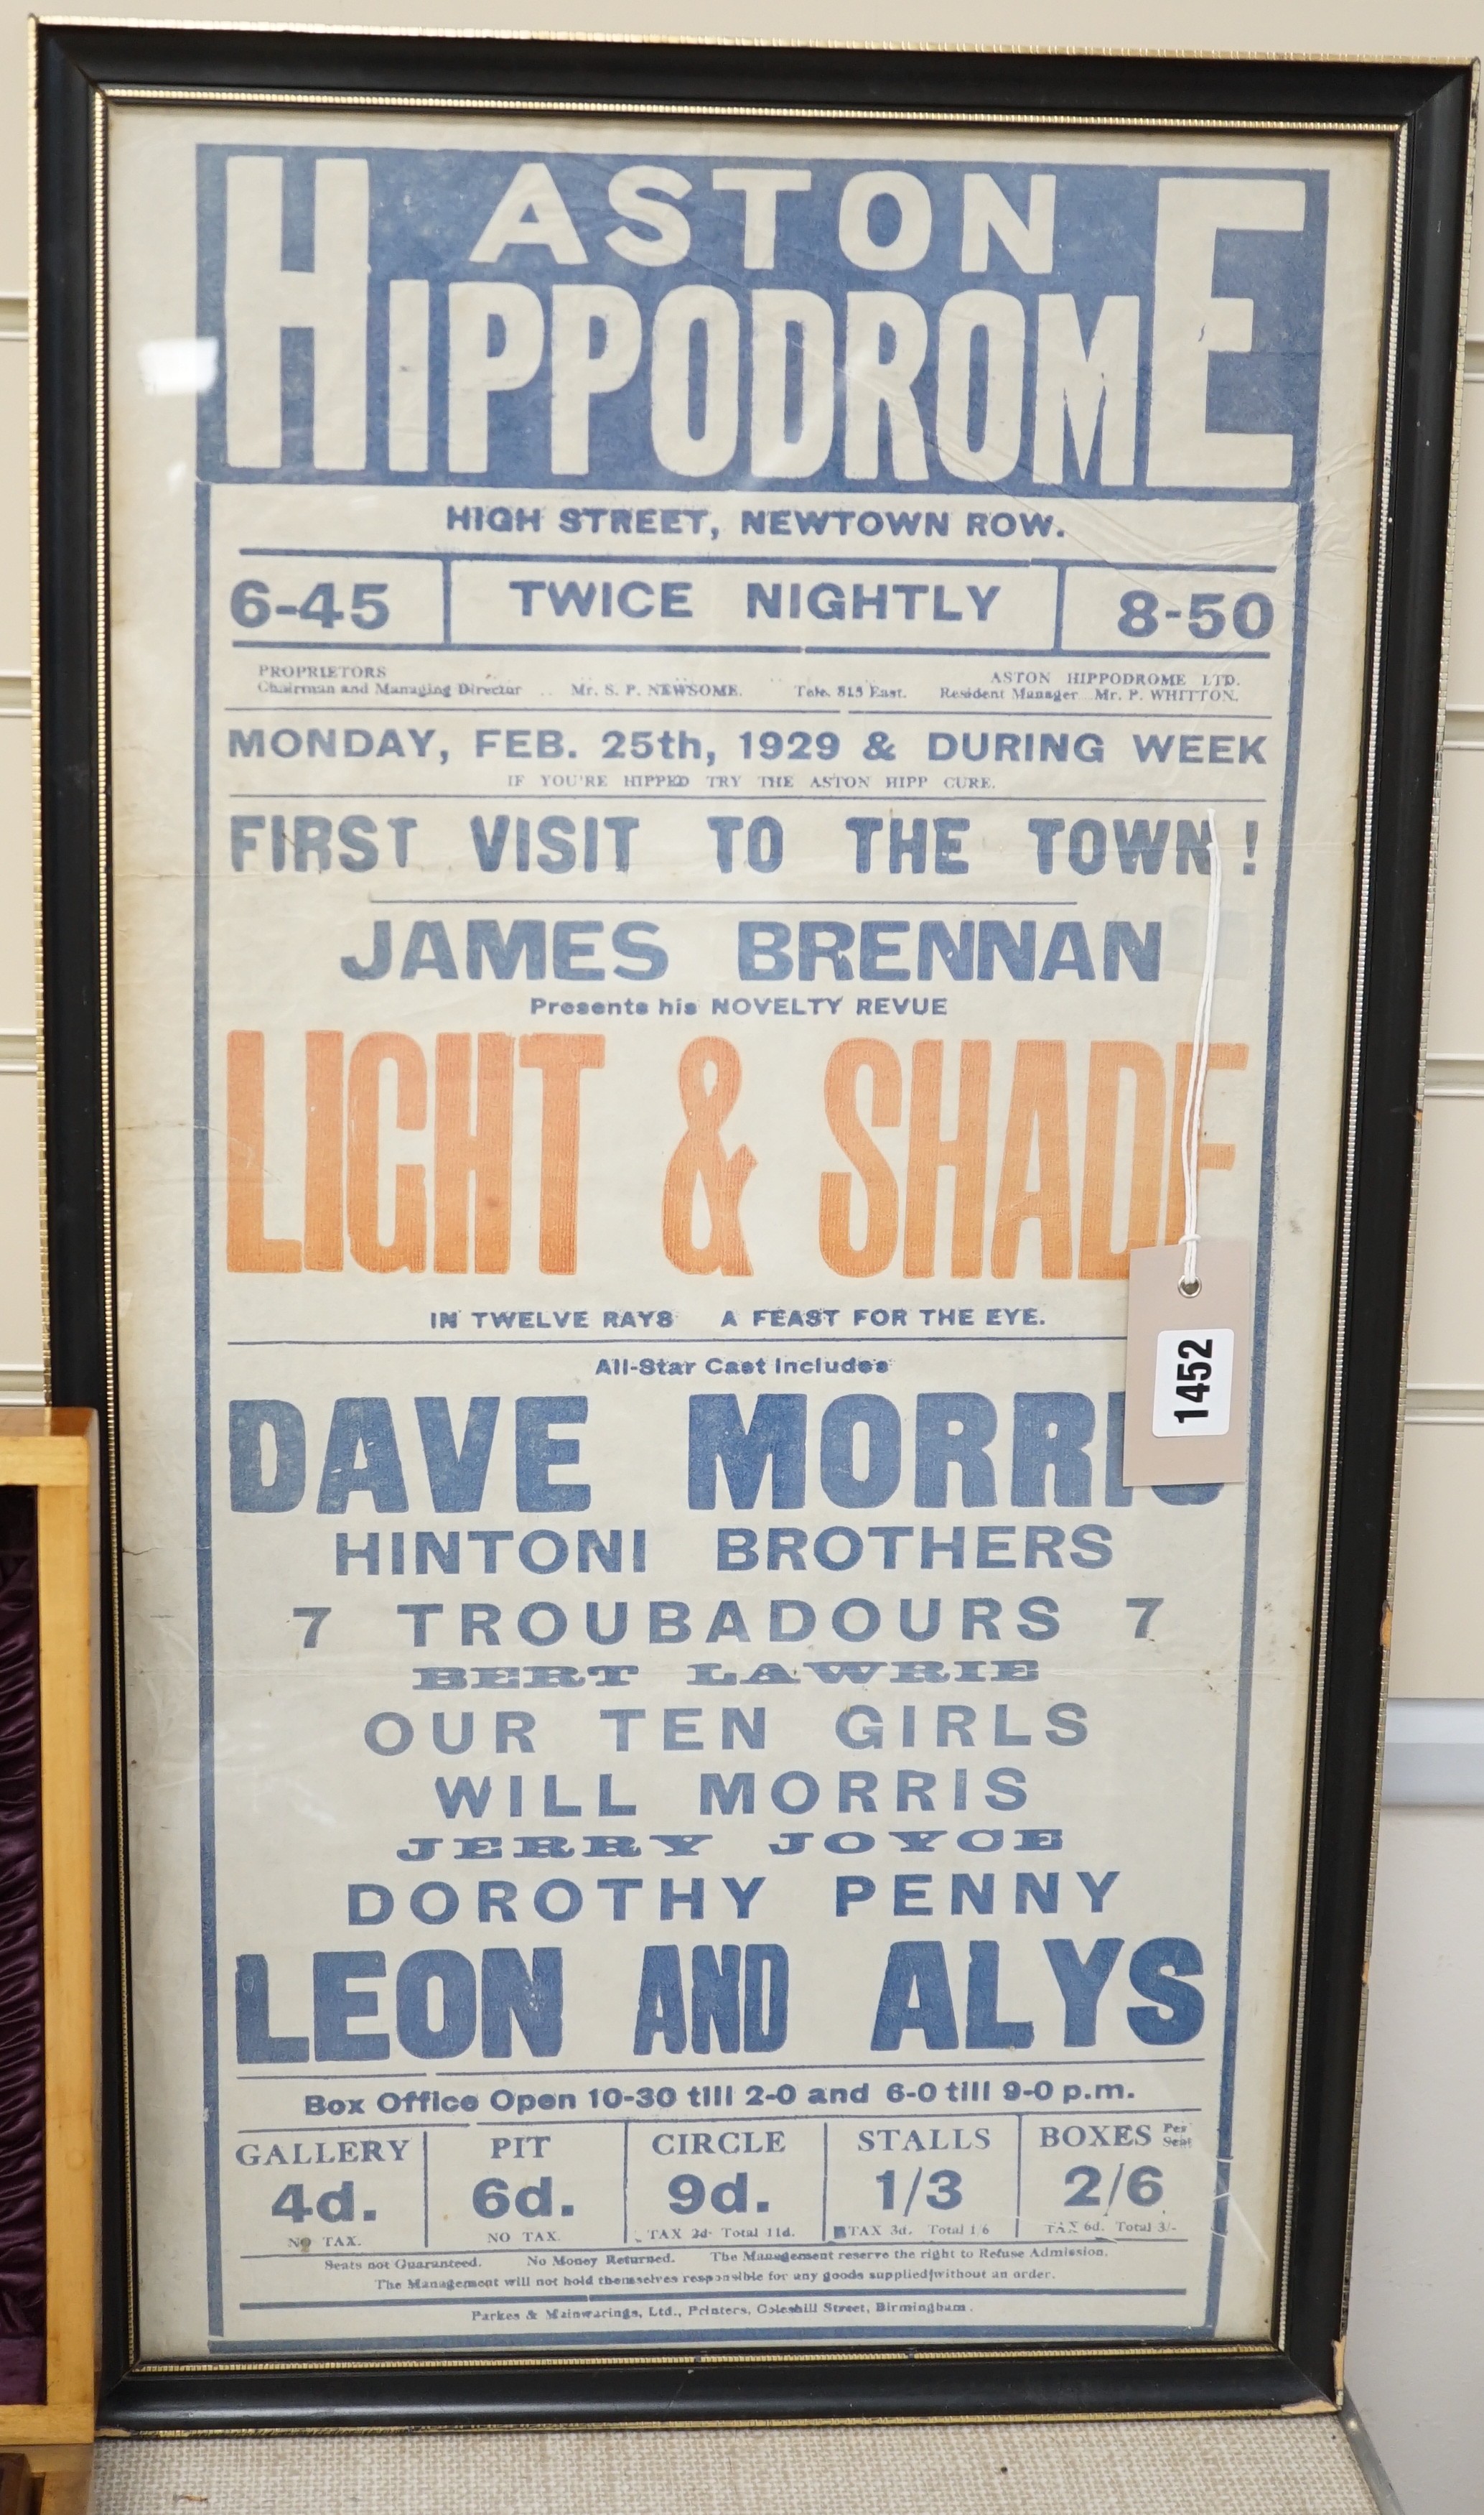 ASTON
HIPPODROME
HIGH STREET, NEWTOWN ROW.
6-45 TWICE NIGHTLY 8-50
PROPRIETORS ASTON HIPPODROME LTD.
Chairman and Managing Director .. Mr. S. P. NEWSOME. Tele. 815 East. Resident Manager Mr. P. WHITTON.
MONDAY, FEB. 25th, 1929 & DURING WEEK
IF YOU'RE HIPPED TRY THE ASTON HIPP CURE.
FIRST VISIT TO THE TOWN!
JAMES BRENNAN
Presents his NOVELTY REVUE
LIGHT & SHADE
IN TWELVE RAYS A FEAST FOR THE EYE.
All-Star Cast Includes
DAVE MORRIS
1452
HINTONI BROTHERS
7 TROUBADOURS 7
BERT LAWRIE
OUR TEN GIRLS
WILL MORRIS
JERRY JOYCE
DOROTHY PENNY
LEON AND ALYS
Box Office Open 10-30 till 2-0 and 6-0 till 9-0 p.m.
GALLERY PIT CIRCLE STALLS BOXES Per Seat
4d. 6d. 9d. 1/3 2/6
NO TAX. NO TAX. TAX 2d- Total 11d. TAX 3d. Total 1/6 TAX 6d. Total 3/-
Seats not Guaranteed. No Money Returned. The Management reserve the right to Refuse Admission.
The Management will not hold themselves responsible for any goods supplied without an order.
Parkes & Mainwarings, Ltd., Printers, Coleshill Street, Birmingham.